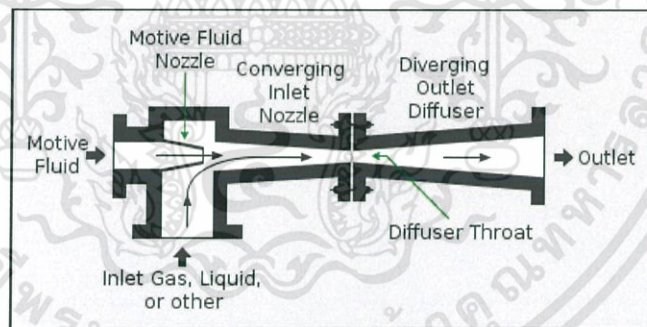 Motive Fluid
Nozzle
Converging
Inlet
Nozzle
Diverging
Outlet
Diffuser
Motive
Fluid
Outlet
Diffuser Throat
Inlet Gas, Liquid,
or other